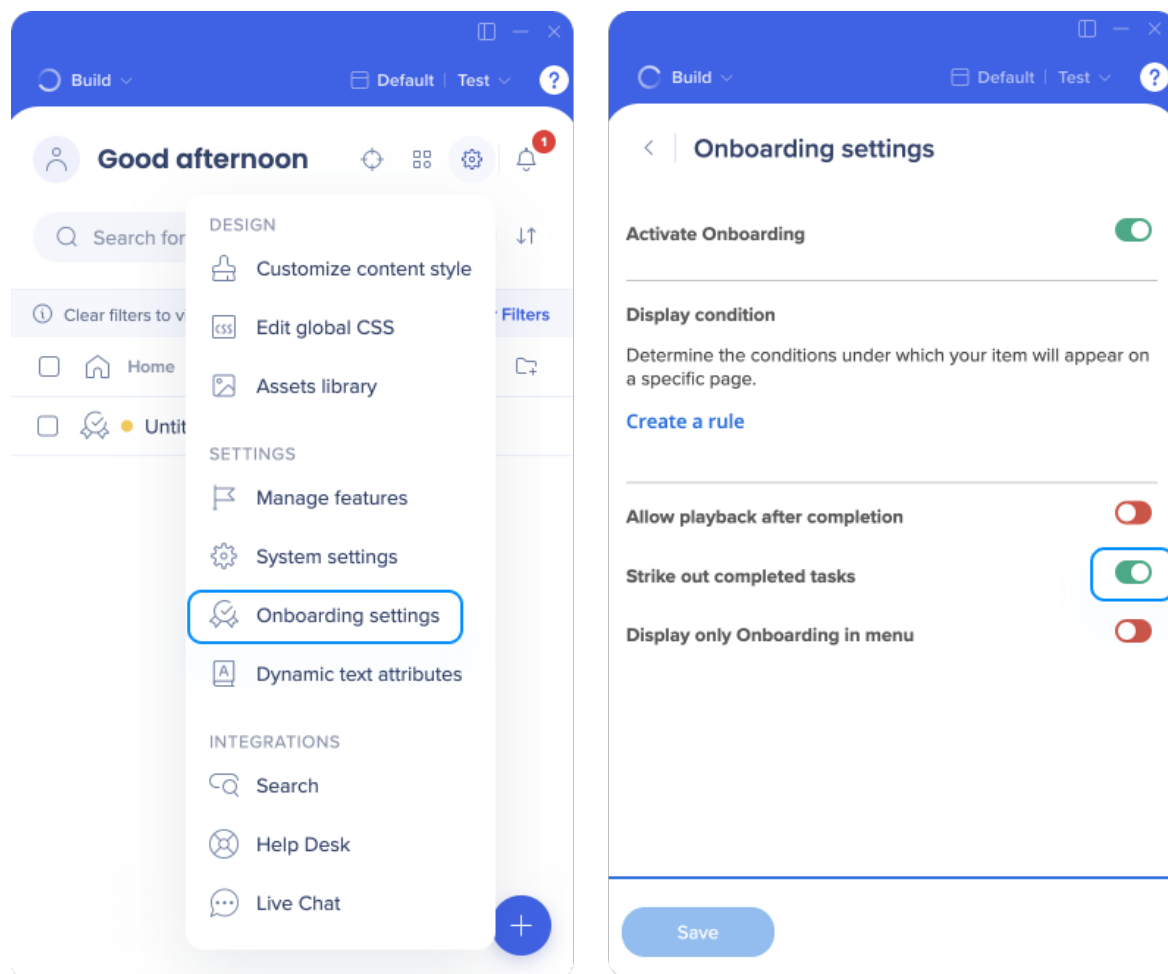 Build
Default | Test
?
Good afternoon
1
Search for
Clear filters to v
Filters
Home
Untit
DESIGN
Customize content style
css
Edit global CSS
Assets library
SETTINGS
Manage features
System settings
Onboarding settings
A
Dynamic text attributes
INTEGRATIONS
Search
Help Desk
Live Chat
+
Build
Default | Test
?
Onboarding settings
Activate Onboarding
Display condition
Determine the conditions under which your item will appear on
a specific page.
Create a rule
Allow playback after completion
Strike out completed tasks
Display only Onboarding in menu
Save